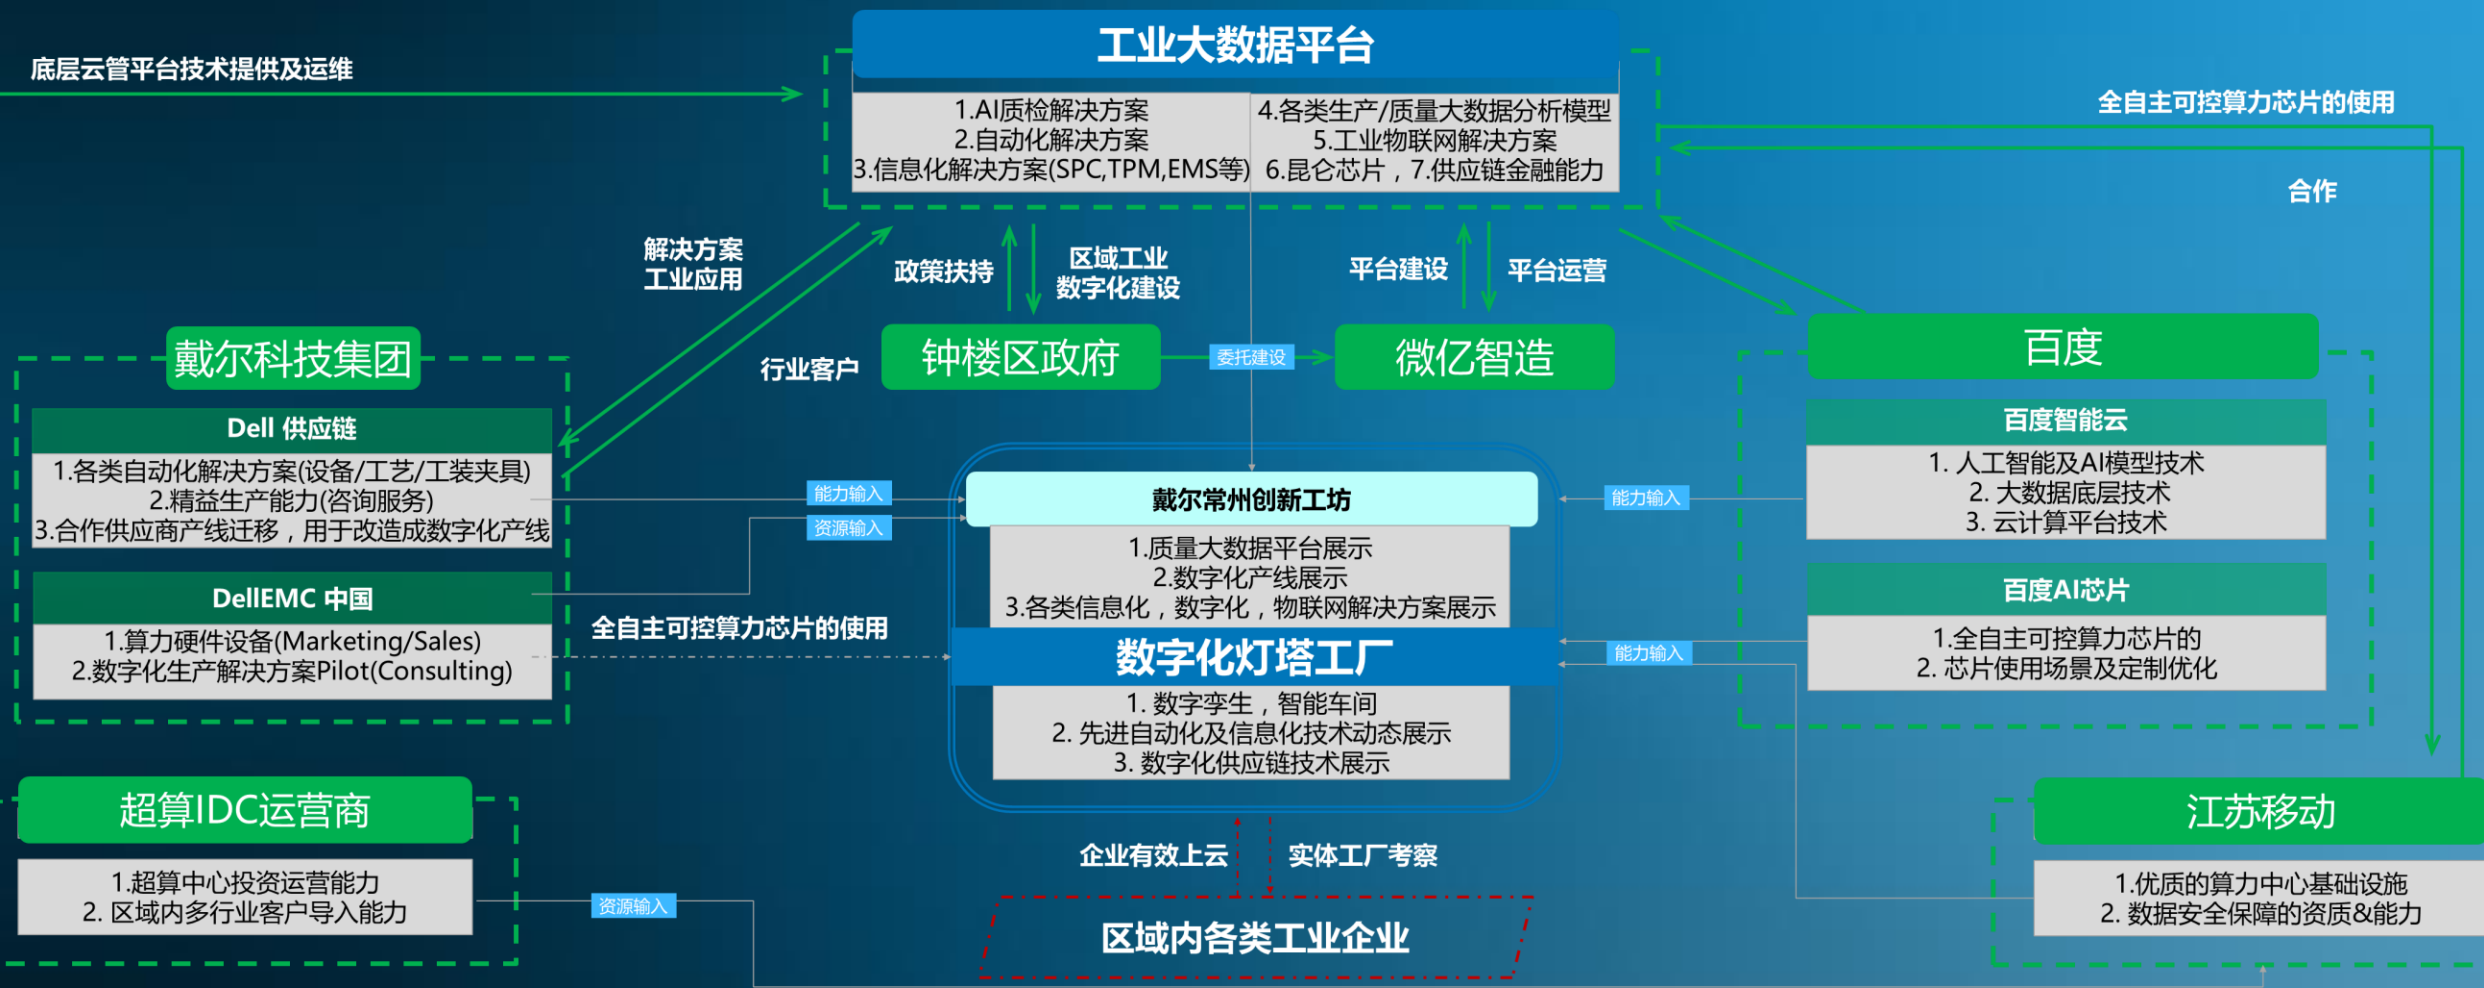 工业大数据平台
底层云管平台技术提供及运维
1.AI质检解决方案
2.自动化解决方案
3.信息化解决方案(SPC,TPM,EMS等)
4.各类生产/质量大数据分析模型
5.工业物联网解决方案
6.昆仑芯片，7.供应链金融能力
全自主可控算力芯片的使用
合作
解决方案
工业应用
行业客户
政策扶持
区域工业
数字化建设
平台建设
平台运营
戴尔科技集团
钟楼区政府
委托建设
微亿智造
百度
Dell 供应链
1.各类自动化解决方案(设备/工艺/工装夹具)
2.精益生产能力(咨询服务)
3.合作供应商产线迁移，用于改造成数字化产线
能力输入
资源输入
戴尔常州创新工坊
1.质量大数据平台展示
2.数字化产线展示
3.各类信息化，数字化，物联网解决方案展示
能力输入
百度智能云
1. 人工智能及AI模型技术
2. 大数据底层技术
3. 云计算平台技术
DellEMC 中国
1.算力硬件设备(Marketing/Sales)
2.数字化生产解决方案Pilot(Consulting)
全自主可控算力芯片的使用
数字化灯塔工厂
1. 数字孪生，智能车间
2. 先进自动化及信息化技术动态展示
3. 数字化供应链技术展示
能力输入
百度AI芯片
1.全自主可控算力芯片的
2. 芯片使用场景及定制优化
超算IDC运营商
1.超算中心投资运营能力
2. 区域内多行业客户导入能力
资源输入
企业有效上云
实体工厂考察
区域内各类工业企业
江苏移动
1.优质的算力中心基础设施
2. 数据安全保障的资质&能力